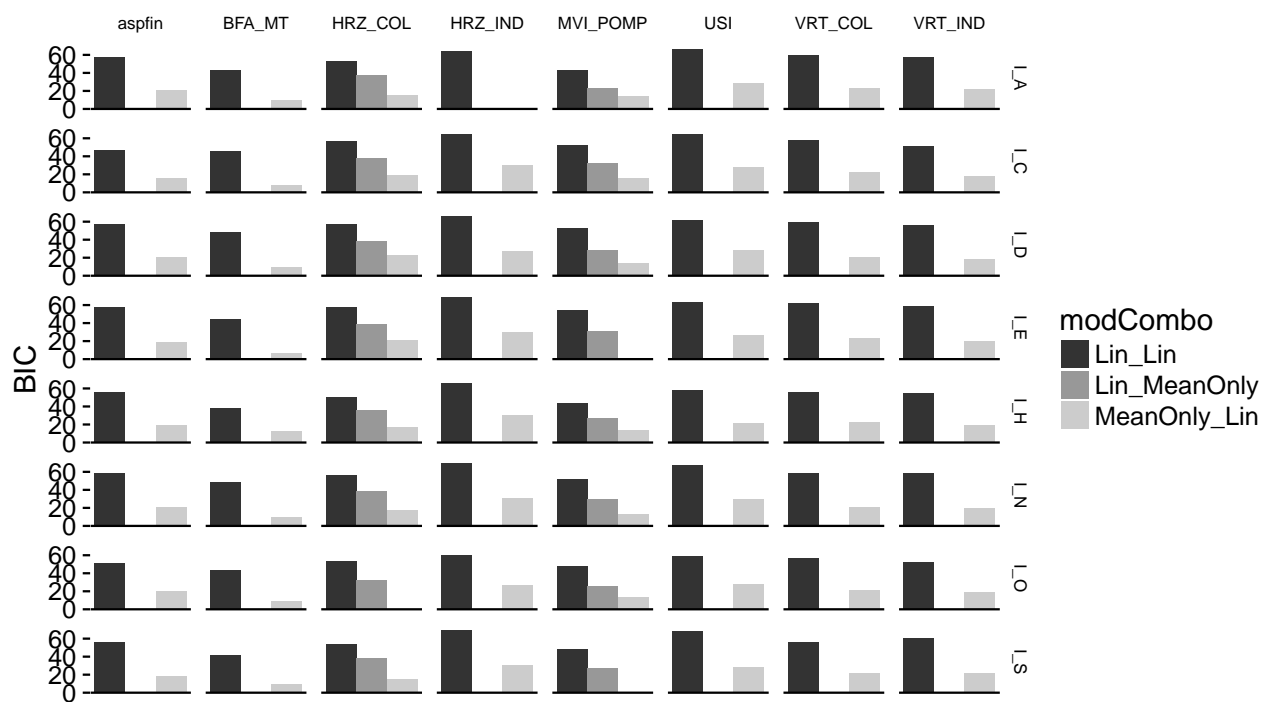 aspfin BFA_MT HRZ_COL HRZ_IND MVI_POMP USI VRT_COL VRT_IND
60
40
20
0
I_A
60
40
20
0
I_C
60
40
20
0
I_D
60
40
20
0
I_E
60
40
20
0
I_H
60
40
20
0
I_N
60
40
20
0
I_O
60
40
20
0
I_S
BIC
modCombo
Lin_Lin
Lin_MeanOnly
MeanOnly_Lin